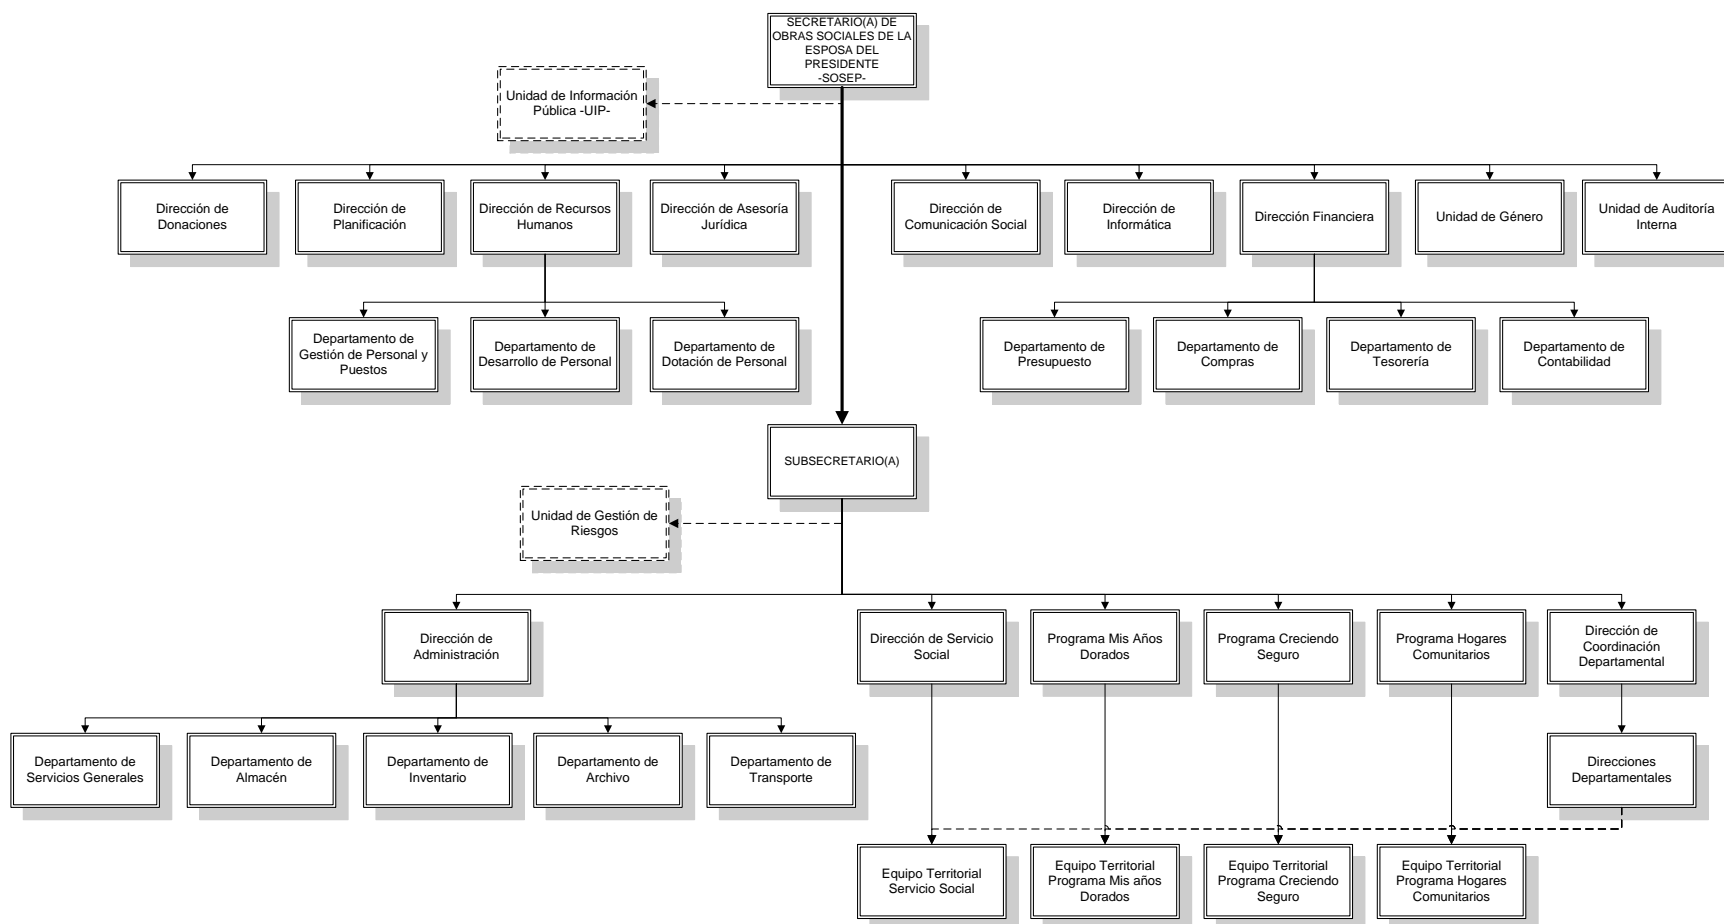 SECRETARIO(A) DE
OBRAS SOCIALES DE LA
ESPOSA DEL
PRESIDENTE
-SOSEP-
Unidad de Información
Pública -UIP-
Dirección de
Donaciones
Dirección de
Planificación
Dirección de Recursos
Humanos
Dirección de Asesoría
Jurídica
Dirección de
Comunicación Social
Dirección de
Informática
Dirección Financiera
Unidad de Género
Unidad de Auditoría
Interna
Departamento de
Gestión de Personal y
Puestos
Departamento de
Desarrollo de Personal
Departamento de
Dotación de Personal
Departamento de
Presupuesto
Departamento de
Compras
Departamento de
Tesorería
Departamento de
Contabilidad
SUBSECRETARIO(A)
Unidad de Gestión de
Riesgos
Dirección de
Administración
Dirección de Servicio
Social
Programa Mis Años
Dorados
Programa Creciendo
Seguro
Programa Hogares
Comunitarios
Dirección de
Coordinación
Departamental
Departamento de
Servicios Generales
Departamento de
Almacén
Departamento de
Inventario
Departamento de
Archivo
Departamento de
Transporte
Direcciones
Departamentales
Equipo Territorial
Servicio Social
Equipo Territorial
Programa Mis años
Dorados
Equipo Territorial
Programa Creciendo
Seguro
Equipo Territorial
Programa Hogares
Comunitarios